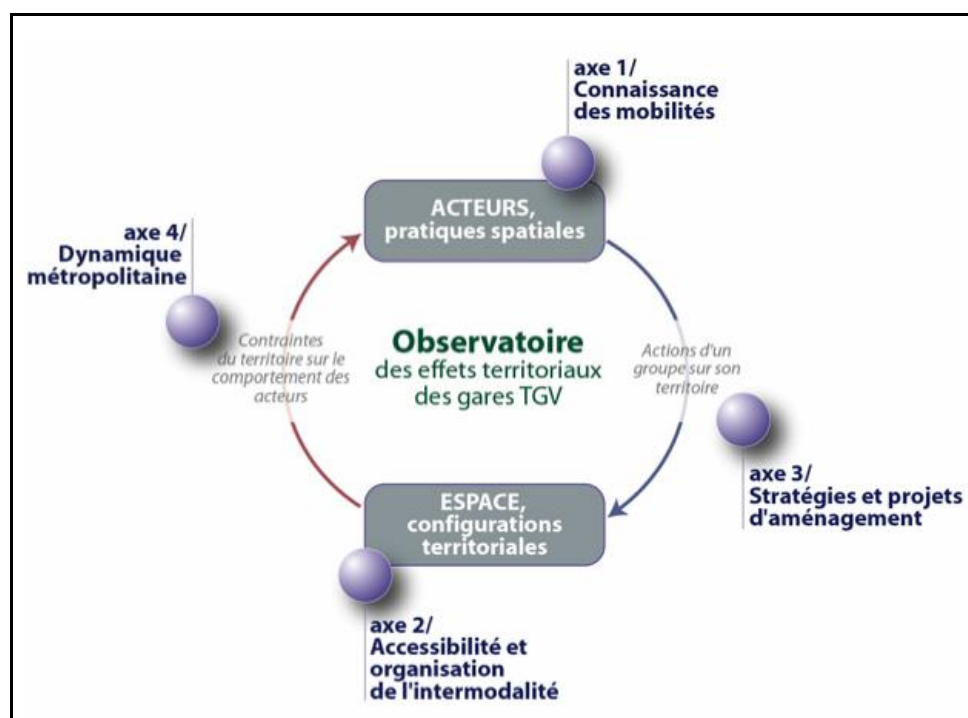 axe 1/
Connaissance
des mobilités
ACTEURS,
pratiques spatiales
axe 4/
Dynamique
métropolitaine
Contraintes
du territoire sur le
comportement des
acteurs
Observatoire
des effets territoriaux
des gares TGV
Actions d'un
groupe sur son
territoire
axe 3/
Stratégies et projets
d'aménagement
ESPACE,
configurations
territoriales
axe 2/
Accessibilité et
organisation
de l'intermodalité